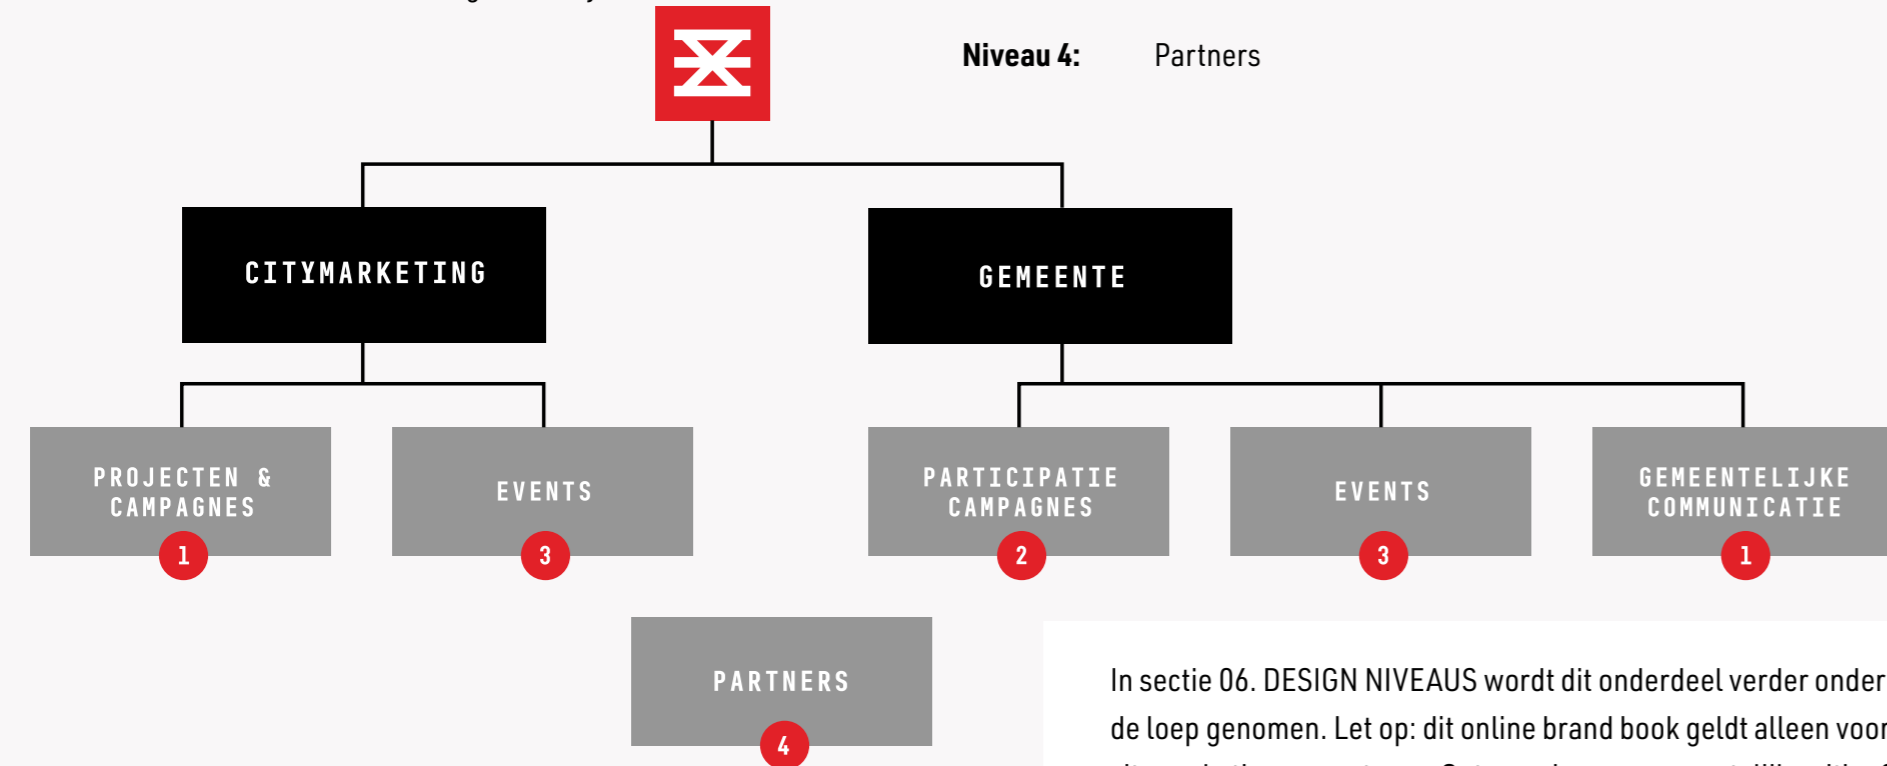 Niveau 4: Partners
CITYMARKETING
GEMEENTE
PROJECTEN &
CAMPAGNES
1
EVENTS
3
PARTICIPATIE
CAMPAGNES
2
EVENTS
3
GEMEENTELIJKE
COMMUNICATIE
1
PARTNERS
4
In sectie 06. DESIGN NIVEAUS wordt dit onderdeel verder onder
de loep genomen. Let op: dit online brand book geldt alleen voor